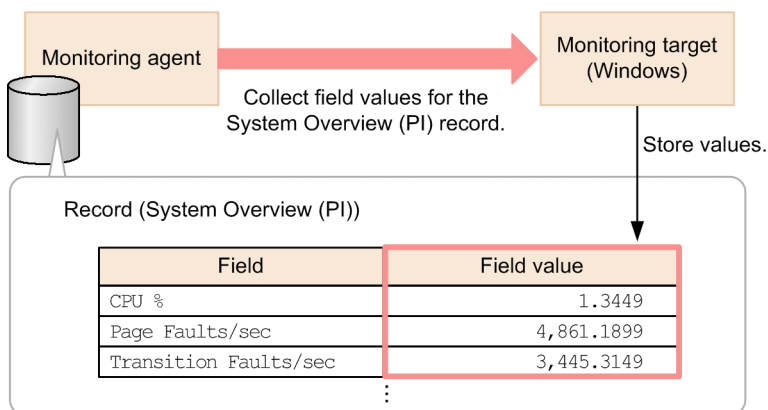 Monitoring agent
Monitoring target
(Windows)
Collect field values for the
System Overview (PI) record.
Store values.
Record (System Overview (PI))
Field Field value
CPU % 1.3449
Page Faults/sec 4,861.1899
Transition Faults/sec 3,445.3149
⋮